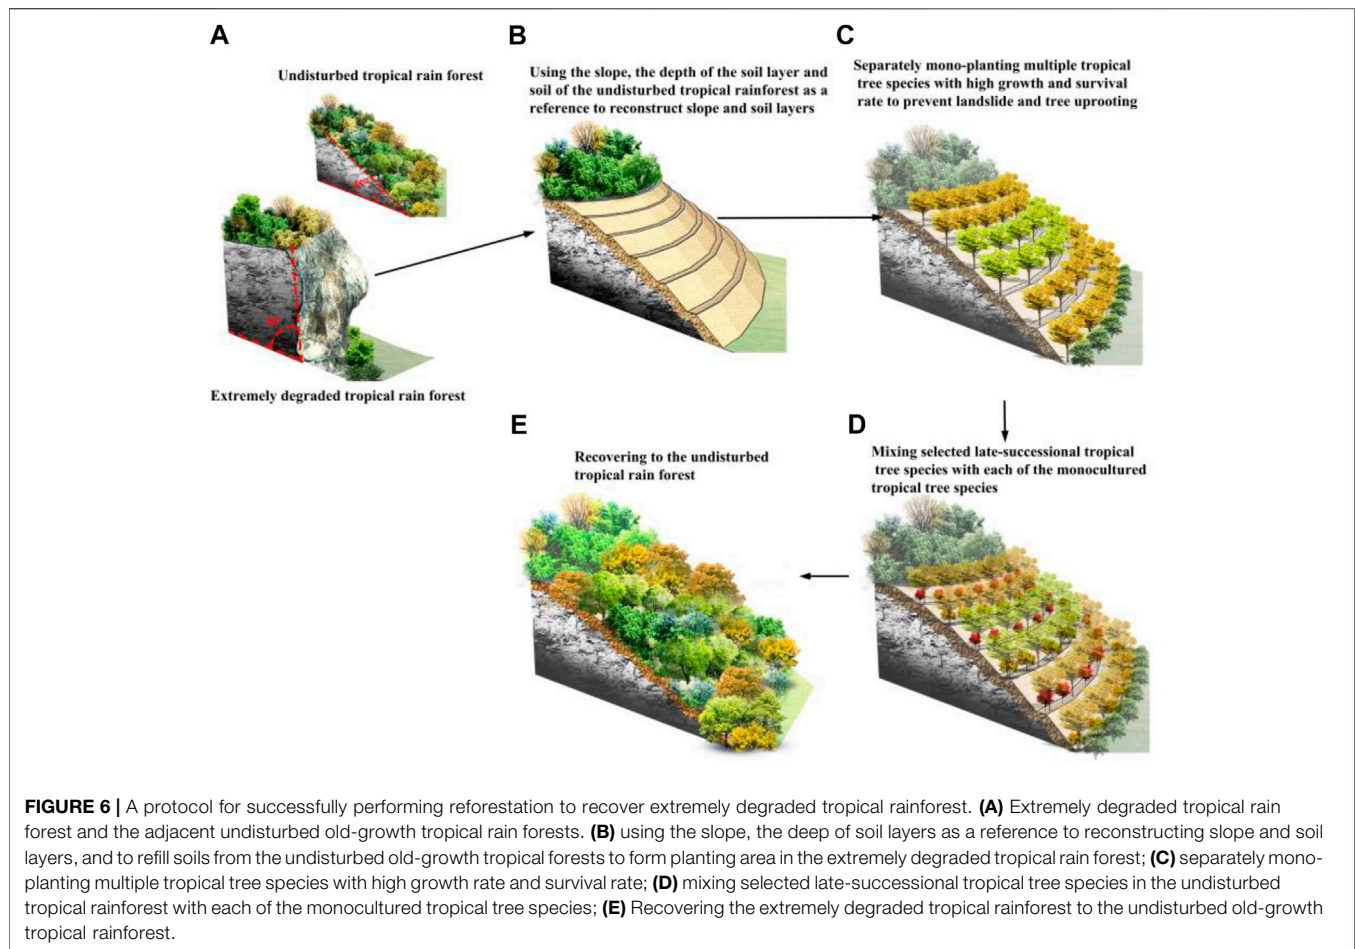 A
Undisturbed tropical rain forest
Extremely degraded tropical rain forest
B
Using the slope, the depth of the soil layer and
soil of the undisturbed tropical rainforest as a
reference to reconstruct slope and soil layers
C
Separately mono-planting multiple tropical
tree species with high growth and survival
rate to prevent landslide and tree uprooting
D
Mixing selected late-successional tropical
tree species with each of the monocultured
tropical tree species
E
Recovering to the undisturbed
tropical rain forest
FIGURE 6 | A protocol for successfully performing reforestation to recover extremely degraded tropical rainforest. (A) Extremely degraded tropical rain
forest and the adjacent undisturbed old-growth tropical rain forests. (B) using the slope, the deep of soil layers as a reference to reconstructing slope and soil
layers, and to refill soils from the undisturbed old-growth tropical forests to form planting area in the extremely degraded tropical rain forest; (C) separately mono-
planting multiple tropical tree species with high growth rate and survival rate; (D) mixing selected late-successional tropical tree species in the undisturbed
tropical rainforest with each of the monocultured tropical tree species; (E) Recovering the extremely degraded tropical rainforest to the undisturbed old-growth
tropical rainforest.